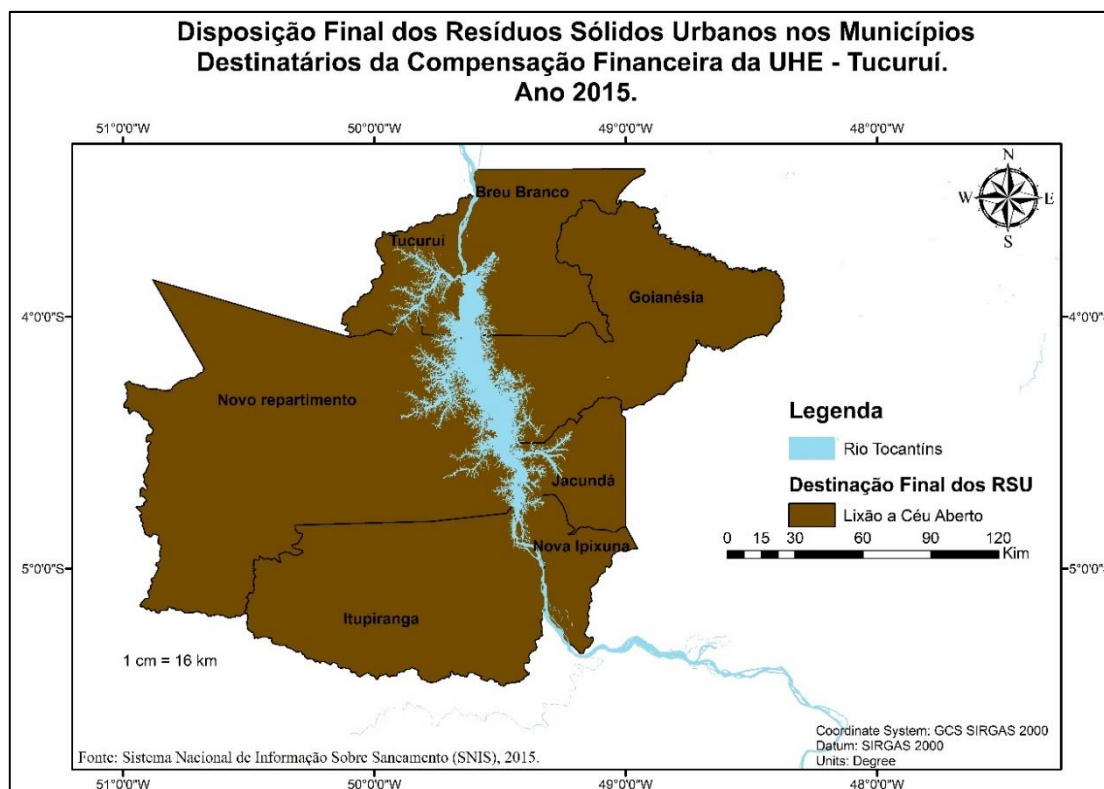 Disposição Final dos Resíduos Sólidos Urbanos nos Municípios
Destinatários da Compensação Financeira da UHE - Tucuruí.
Ano 2015.
51°0'0"W
50°0'0"W
49°0'0"W
48°0'0"W
N
W
E
S
Breu Branco
Tucuruí
Goianésia
4°0'0"S
4°0'0"S
Novo repartimento
Legenda
Rio Tocantíns
Destinação Final dos RSU
Lixão a Céu Aberto
Jacundá
Nova Ipixuna
0 15 30 60 90 120
Kim
5°0'0"S
5°0'0"S
Itupiranga
1 cm = 16 km
Coordinate System: GCS SIRGAS 2000
Datum: SIRGAS 2000
Units: Degree
Fonte: Sistema Nacional de Informação Sobre Saneamento (SNIS), 2015.
51°0'0"W
50°0'0"W
49°0'0"W
48°0'0"W